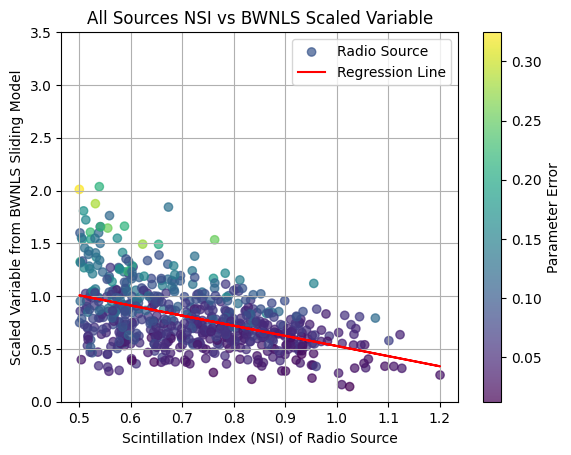 All Sources NSI vs BWNLS Scaled Variable
Radio Source
Regression Line
Scaled Variable from BWNLS Sliding Model
3.5
3.0
2.5
2.0
1.5
1.0
0.5
0.0
0.5 0.6 0.7 0.8 0.9 1.0 1.1 1.2
Scintillation Index (NSI) of Radio Source
0.30
0.25
0.20
0.15
0.10
0.05
Parameter Error